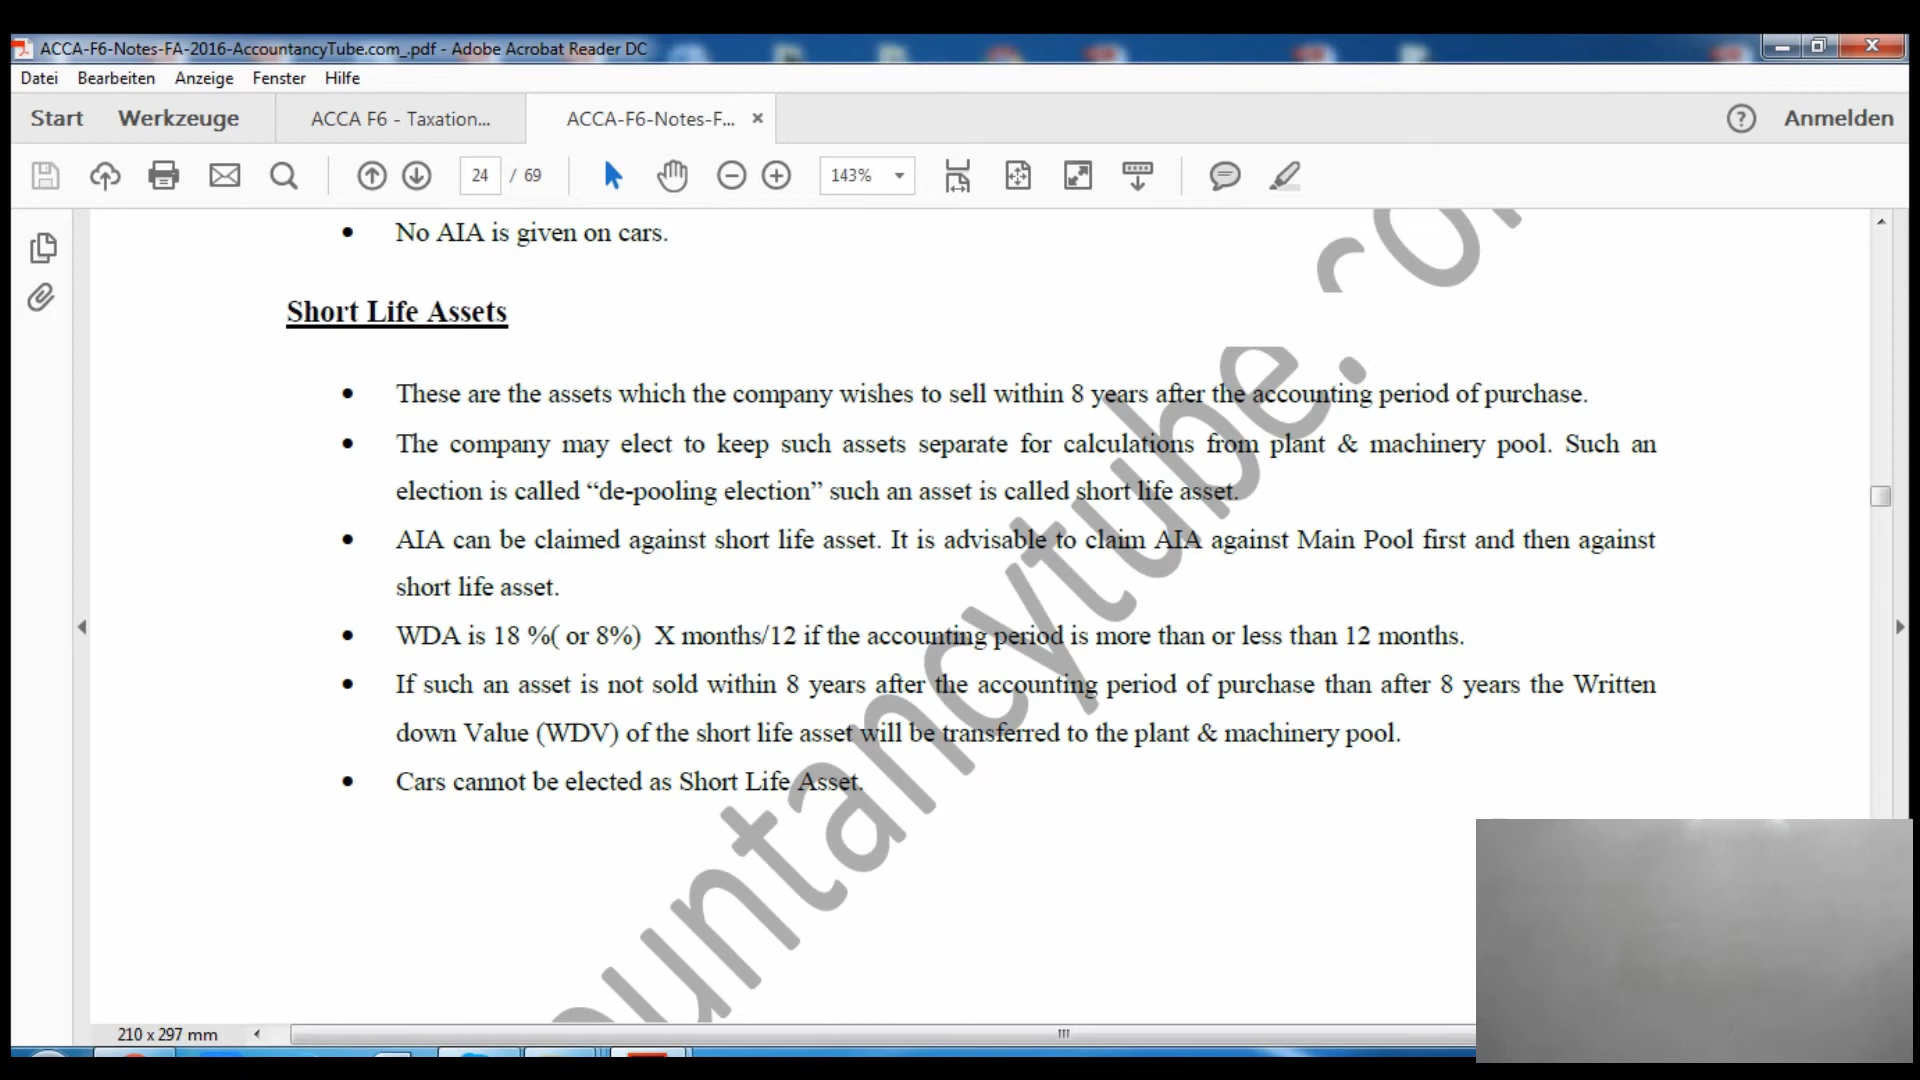 ACCA-F6-Notes-FA-2016-AccountancyTube.com_.pdf - Adobe Acrobat Reader DC
Datei Bearbeiten Anzeige Fenster Hilfe
Start Werkzeuge ACCA F6 - Taxation... ACCA-F6-Notes-F... Anmelden
24 / 69 143%
• No AIA is given on cars.
Short Life Assets
• These are the assets which the company wishes to sell within 8 years after the accounting period of purchase.
• The company may elect to keep such assets separate for calculations from plant & machinery pool. Such an
election is called “de-pooling election” such an asset is called short life asset.
• AIA can be claimed against short life asset. It is advisable to claim AIA against Main Pool first and then against
short life asset.
• WDA is 18 %( or 8%) X months/12 if the accounting period is more than or less than 12 months.
• If such an asset is not sold within 8 years after the accounting period of purchase than after 8 years the Written
down Value (WDV) of the short life asset will be transferred to the plant & machinery pool.
• Cars cannot be elected as Short Life Asset.
ountancytube.co
210 x 297 mm